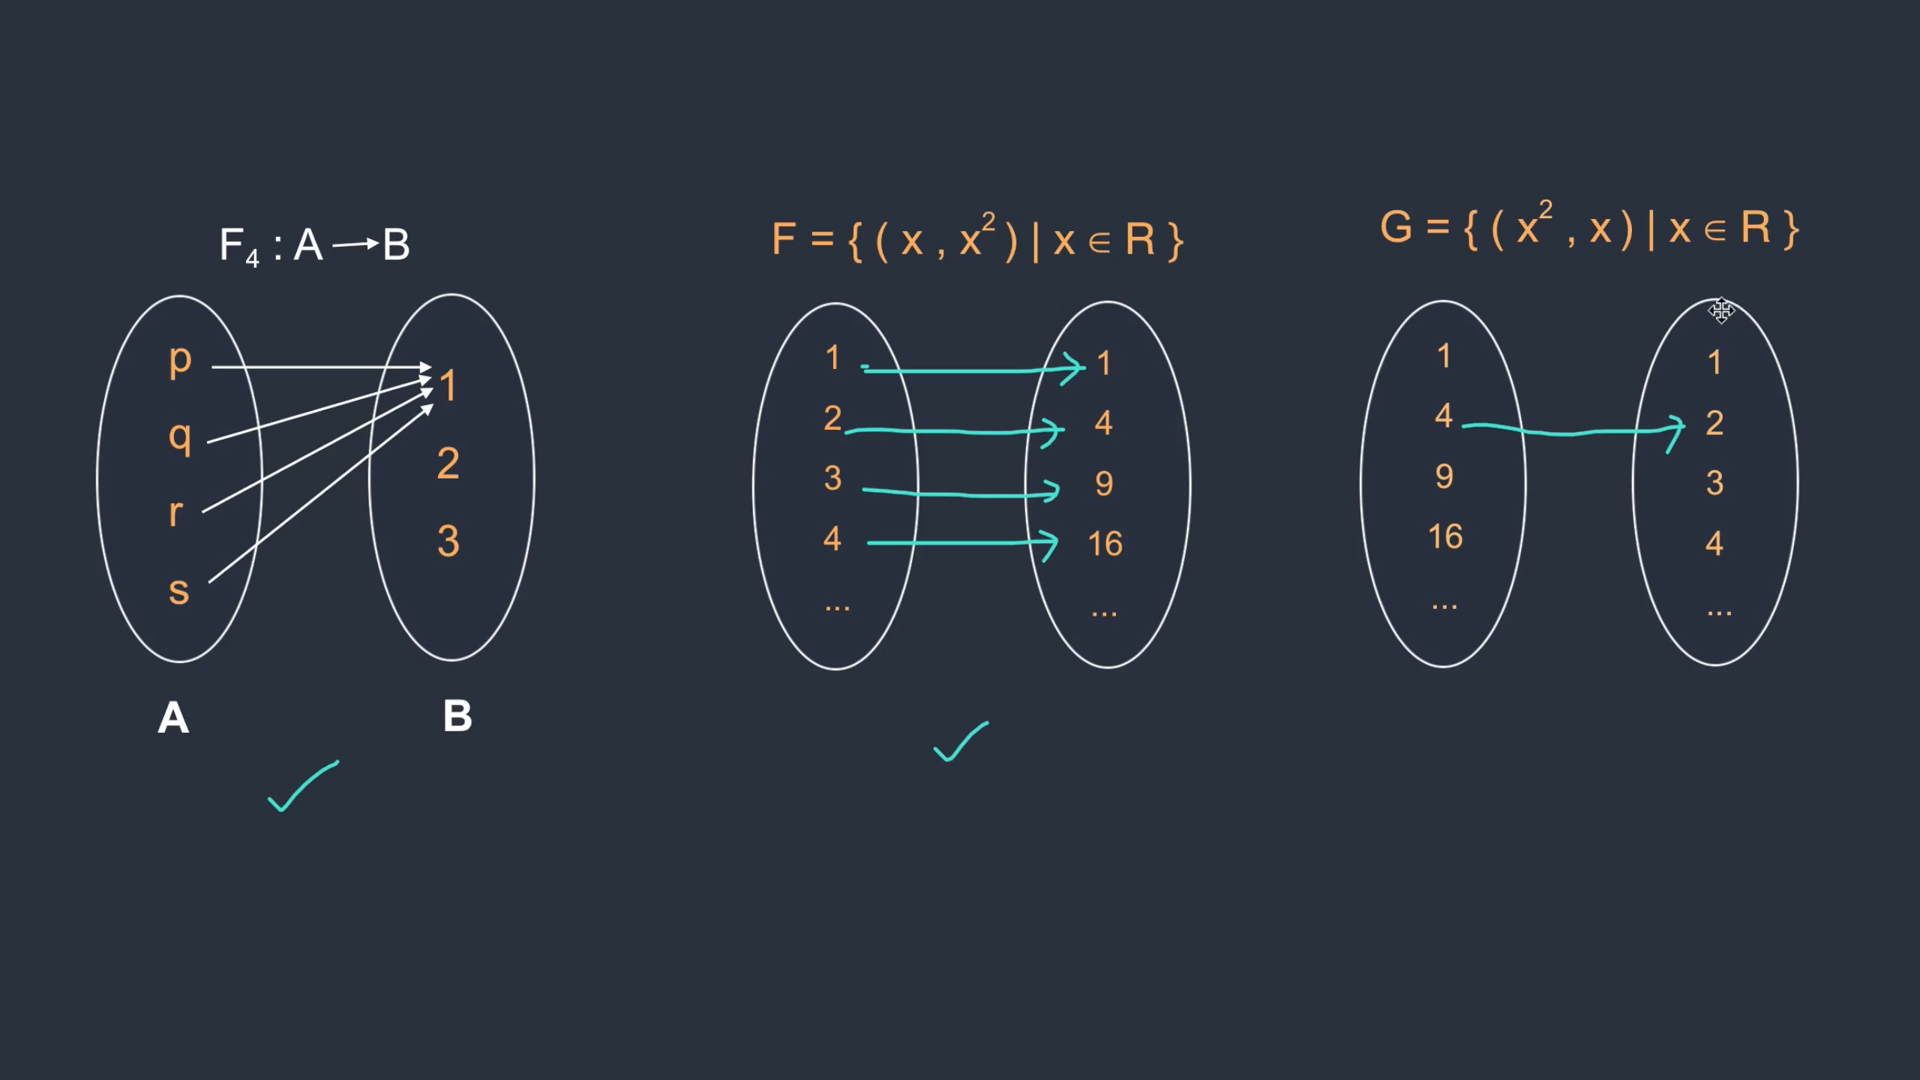 F₄ : A → B
p
q
r
s
1
2
3
A
B
F = { ( x , x² ) | x ∈ R }
1
2
3
4
...
1
4
9
16
...
G = { ( x² , x ) | x ∈ R }
1
4
9
16
...
1
2
3
4
...